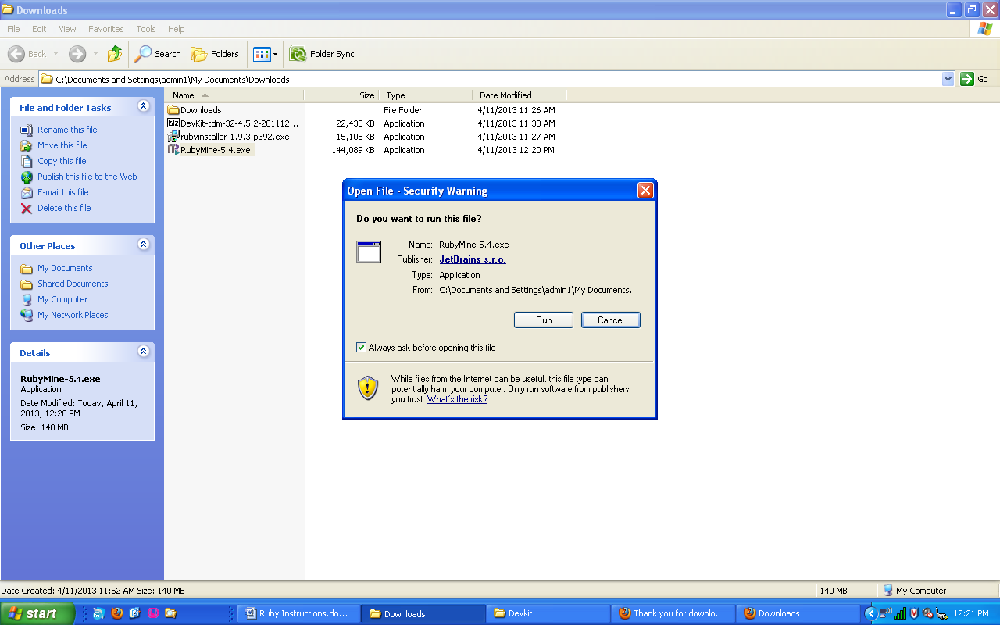 Downloads
File Edit View Favorites Tools Help
Back Search Folders Folder Sync
Address C:\Documents and Settings\admin1\My Documents\Downloads Go
File and Folder Tasks
Rename this file
Move this file
Copy this file
Publish this file to the Web
E-mail this file
Delete this file
Other Places
My Documents
Shared Documents
My Computer
My Network Places
Details
RubyMine-5.4.exe
Application
Date Modified: Today, April 11,
2013, 12:20 PM
Size: 140 MB
Name Size Type Date Modified
Downloads File Folder 4/11/2013 11:26 AM
DevKit-tdm-32-4.5.2-201112... 22,438 KB Application 4/11/2013 11:38 AM
rubyinstaller-1.9.3-p392.exe 15,108 KB Application 4/11/2013 11:27 AM
RubyMine-5.4.exe 144,089 KB Application 4/11/2013 12:20 PM
Open File - Security Warning
Do you want to run this file?
Name: RubyMine-5.4.exe
Publisher: JetBrains s.r.o.
Type: Application
From: C:\Documents and Settings\admin1\My Documents...
Run Cancel
Always ask before opening this file
While files from the Internet can be useful, this file type can
potentially harm your computer. Only run software from publishers
you trust. What's the risk?
Date Created: 4/11/2013 11:52 AM Size: 140 MB 140 MB My Computer
start Ruby Instructions.do... Downloads Devkit Thank you for downlo... Downloads 12:21 PM